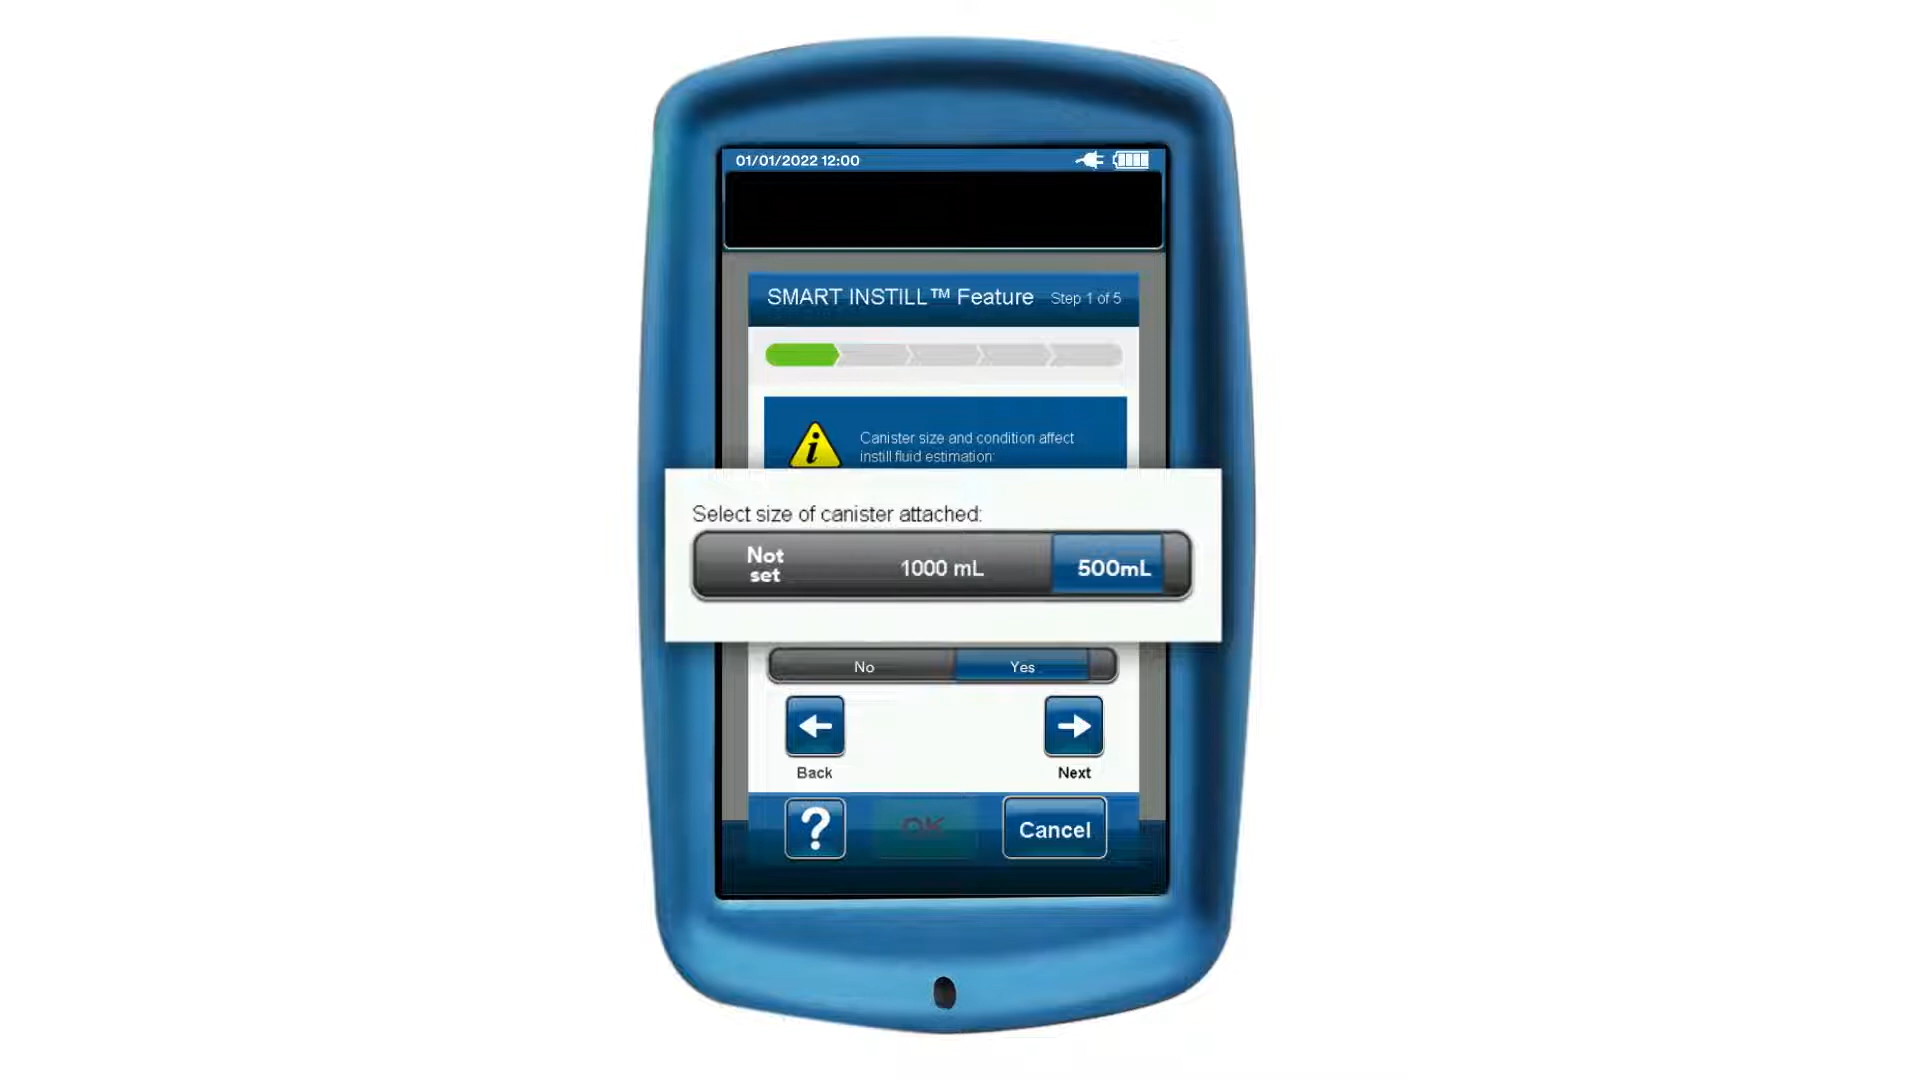 01/01/2022 12:00
SMART INSTILL™ Feature Step 1 of 5
Canister size and condition affect
instill fluid estimation:
Select size of canister attached:
Not set 1000 mL 500mL
No Yes
Back Next
? OK Cancel